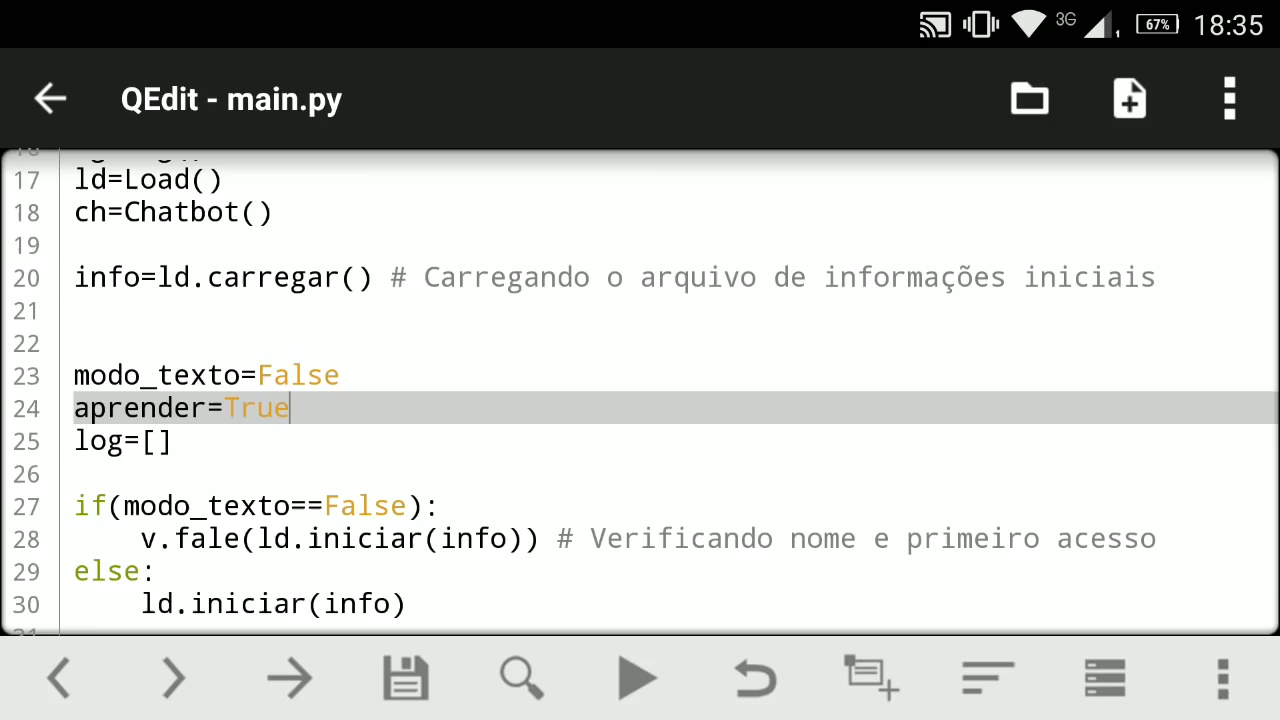 3G 67% 18:35
QEdit - main.py
17 ld=Load()
18 ch=Chatbot()
19
20 info=ld.carregar() # Carregando o arquivo de informações iniciais
21
22
23 modo_texto=False
24 aprender=True
25 log=[]
26
27 if(modo_texto==False):
28     v.fale(ld.iniciar(info)) # Verificando nome e primeiro acesso
29 else:
30     ld.iniciar(info)